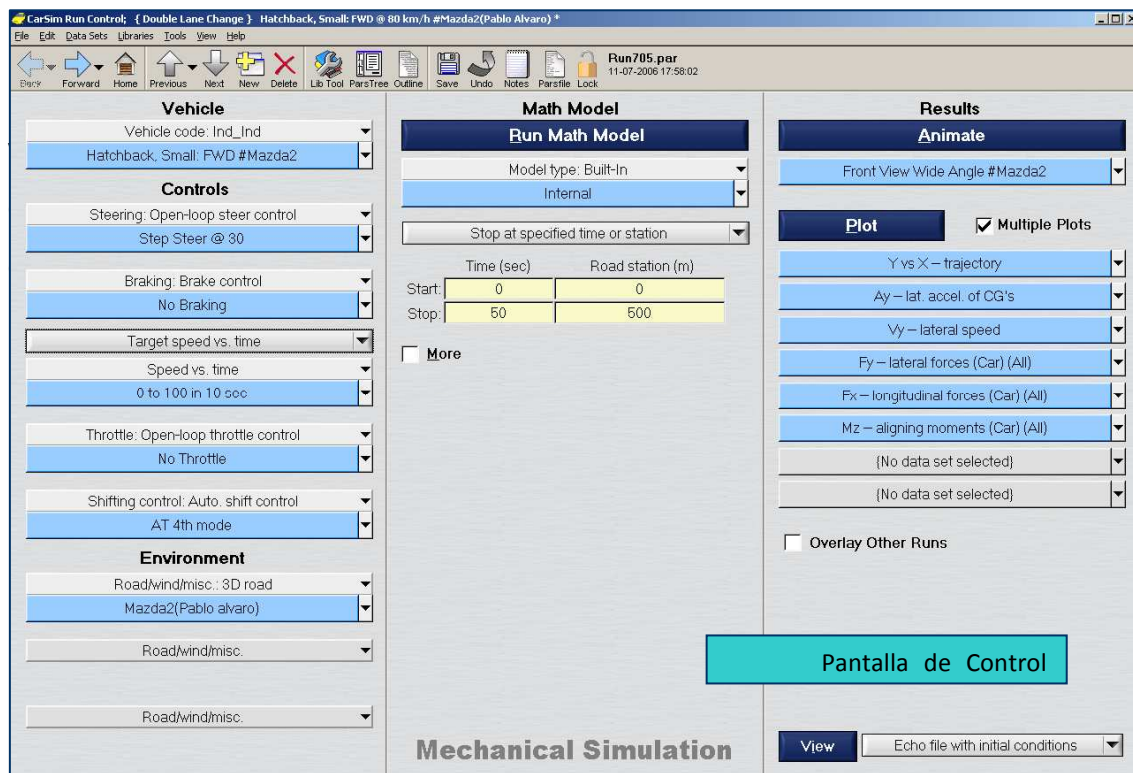 CarSim Run Control; { Double Lane Change } Hatchback, Small: FWD @ 80 km/h #Mazda2(Pablo Alvaro) *
File Edit Data Sets Libraries Tools View Help
Back Forward Home Previous Next New Delete Lib Tool ParsTree Outline Save Undo Notes Parsfile Lock
Run705.par
11-07-2006 17:58:02
Vehicle
Vehicle code: Ind_Ind
Hatchback, Small: FWD #Mazda2
Controls
Steering: Open-loop steer control
Step Steer @ 30
Braking: Brake control
No Braking
Target speed vs. time
Speed vs. time
0 to 100 in 10 sec
Throttle: Open-loop throttle control
No Throttle
Shifting control: Auto. shift control
AT 4th mode
Environment
Road/wind/misc.: 3D road
Mazda2(Pablo alvaro)
Road/wind/misc.
Road/wind/misc.
Math Model
Run Math Model
Model type: Built-In
Internal
Stop at specified time or station
Time (sec) Road station (m)
Start: 0 0
Stop: 50 500
More
Mechanical Simulation
Results
Animate
Front View Wide Angle #Mazda2
Plot Multiple Plots
Y vs X – trajectory
Ay – lat. accel. of CG's
Vy – lateral speed
Fy – lateral forces (Car) (All)
Fx – longitudinal forces (Car) (All)
Mz – aligning moments (Car) (All)
{No data set selected}
{No data set selected}
Overlay Other Runs
Pantalla de Control
View Echo file with initial conditions